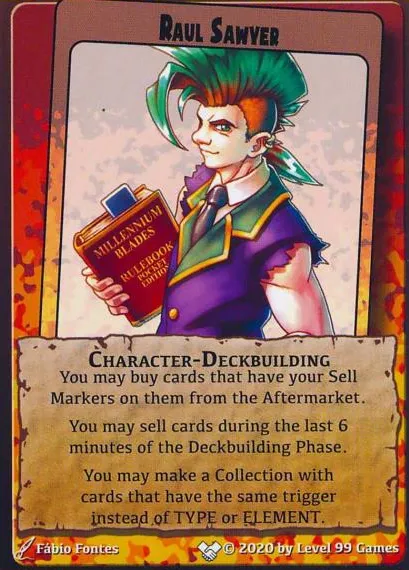 Raul Sawyer
MILLENNIUM
BLADES
RULEBOOK
POCKET
EDITION
Character-Deckbuilding
You may buy cards that have your Sell
Markers on them from the Aftermarket.
You may sell cards during the last 6
minutes of the Deckbuilding Phase.
You may make a Collection with
cards that have the same trigger
instead of TYPE or ELEMENT.
Fábio Fontes
© 2020 by Level 99 Games